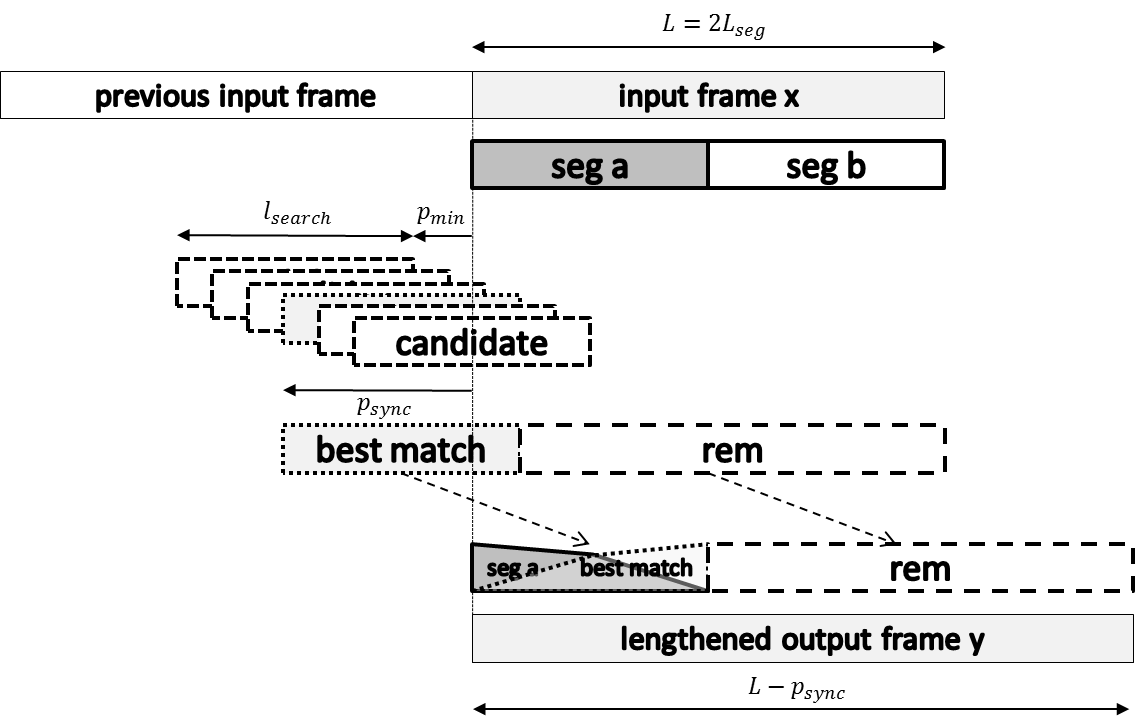 L = 2L_seg
previous input frame
input frame x
seg a
seg b
l_search
p_min
candidate
p_sync
best match
rem
seg a
best match
rem
lengthened output frame y
L − p_sync